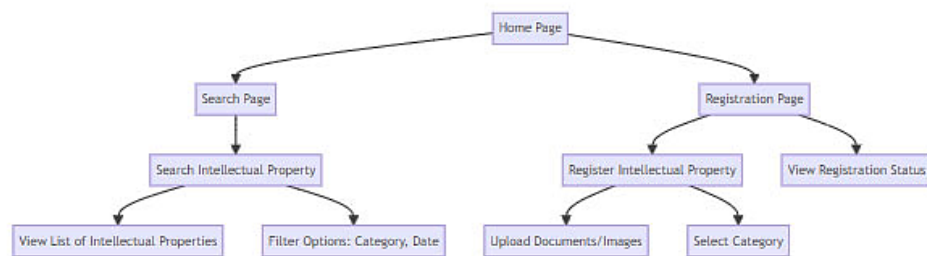 Home Page
Search Page
Registration Page
Search Intellectual Property
Register Intellectual Property
View Registration Status
View List of Intellectual Properties
Filter Options: Category, Date
Upload Documents/Images
Select Category